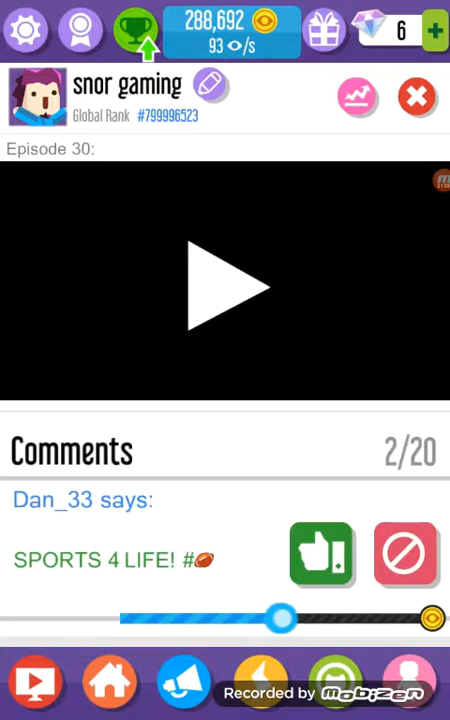 288,692
93 /s
6
snor gaming
Global Rank #799996523
Episode 30:
Comments 2/20
Dan_33 says:
SPORTS 4 LIFE! #🏈
Recorded by mobizen